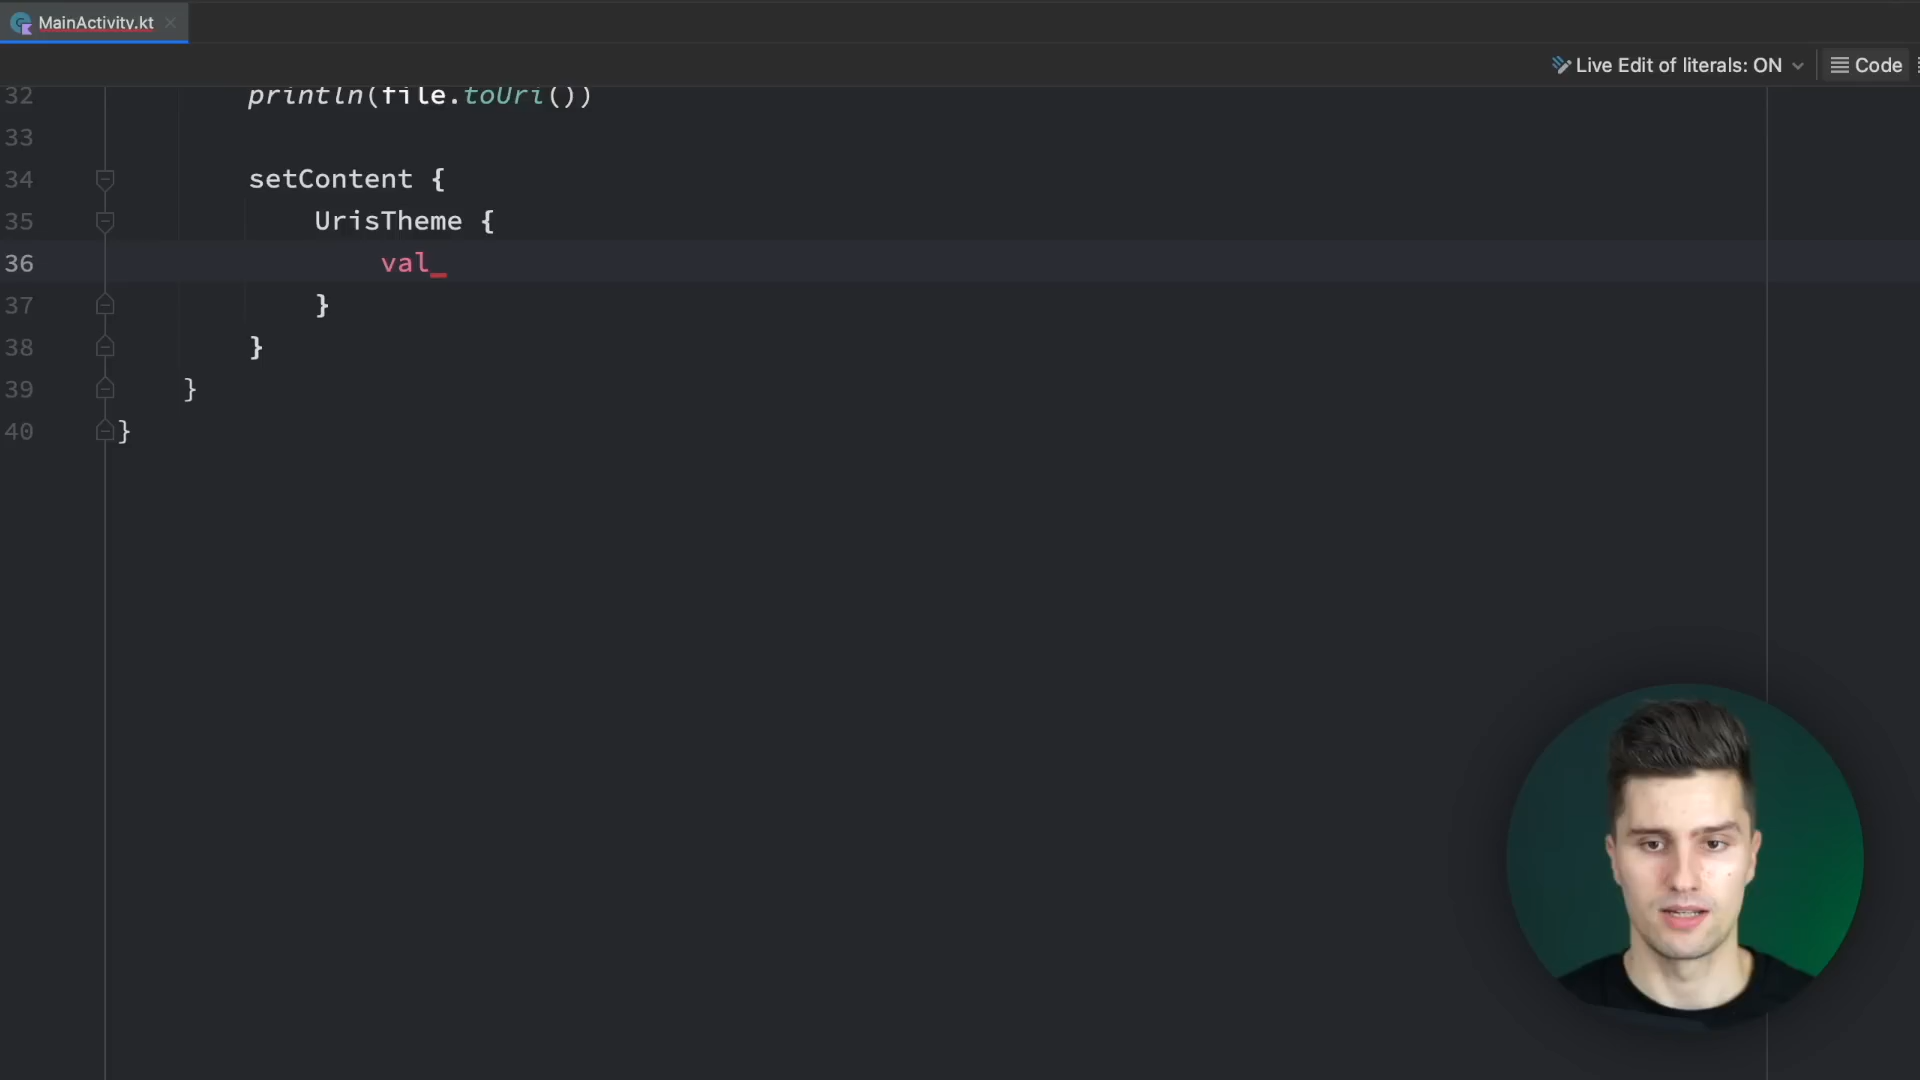 MainActivity.kt
Live Edit of literals: ON
Code
32 println(file.toUri())
33
34 setContent {
35 UrisTheme {
36 val
37 }
38 }
39 }
40 }